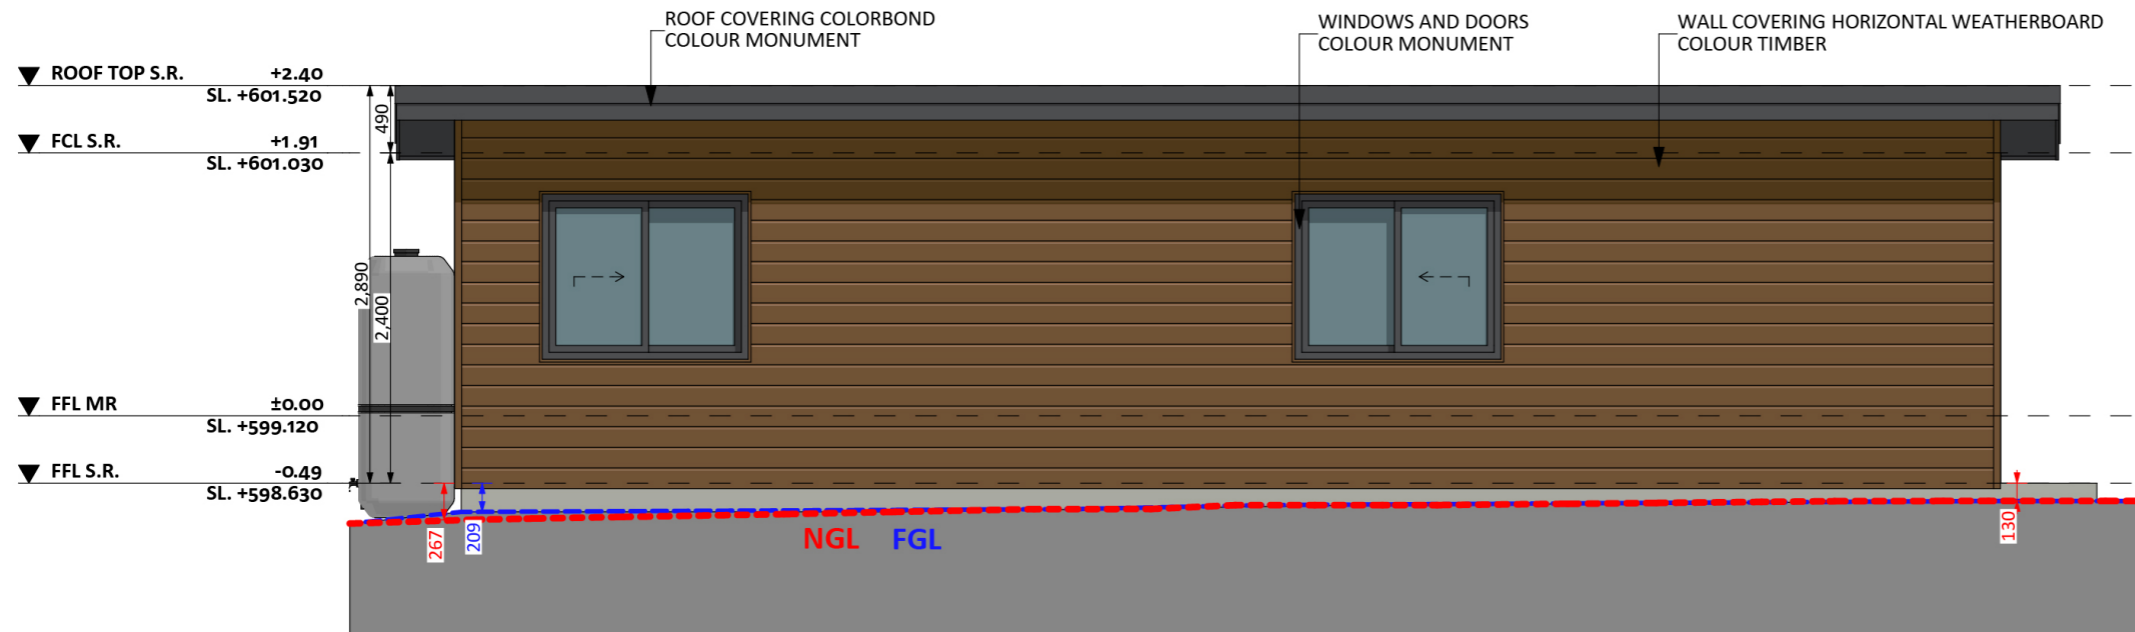 ROOF COVERING COLORBOND
COLOUR MONUMENT
WINDOWS AND DOORS
COLOUR MONUMENT
WALL COVERING HORIZONTAL WEATHERBOARD
COLOUR TIMBER
ROOF TOP S.R. +2.40
SL. +601.520
490
FCL S.R. +1.91
SL. +601.030
2,890
2,400
FFL MR ±0.00
SL. +599.120
FFL S.R. -0.49
SL. +598.630
267
209
NGL FGL
130